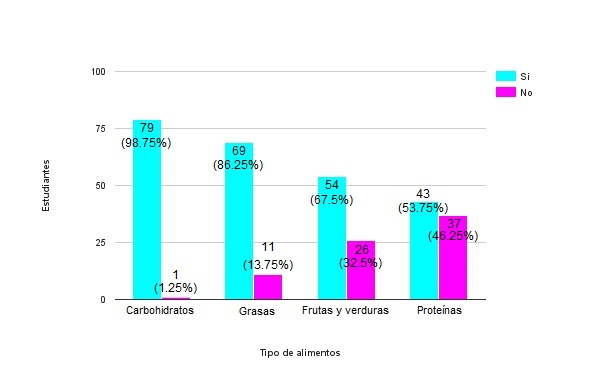 100
75
50
25
0
Estudiantes
79
(98.75%)
1
(1.25%)
69
(86.25%)
11
(13.75%)
54
(67.5%)
26
(32.5%)
43
(53.75%)
37
(46.25%)
Carbohidratos
Grasas
Frutas y verduras
Proteínas
Tipo de alimentos
Si
No